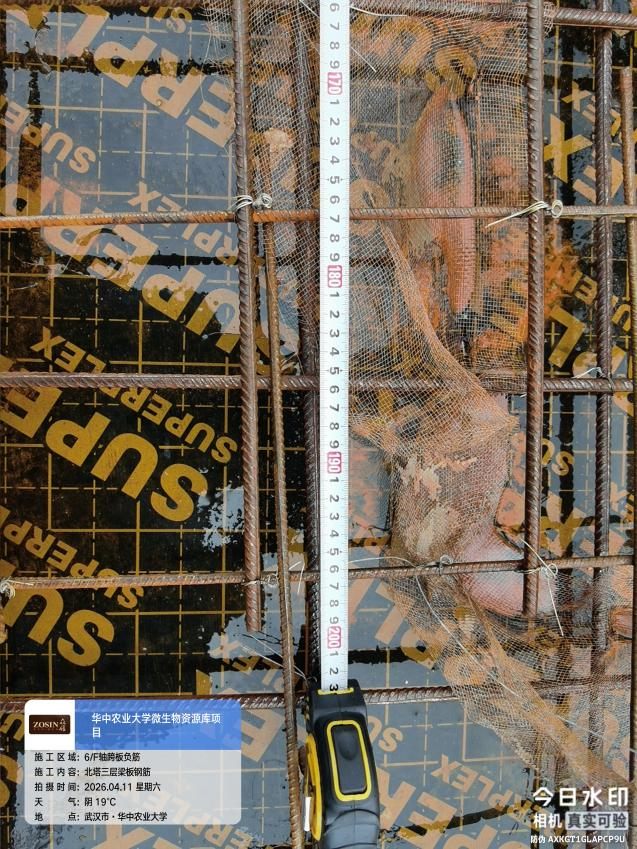 SUPERPLEX
SUPERPLEX
SUPERPLEX
SUPERPLEX
6
7
8
9
170
1
2
3
4
5
6
7
8
9
180
1
2
3
4
5
6
7
8
9
190
1
2
3
4
5
6
7
8
9
200
1
2
3
ZOSIN
华中农业大学微生物资源库项
目
施工区域: 6/F轴跨板负筋
施工内容: 北塔三层梁板钢筋
拍摄时间: 2026.04.11 星期六
天 气: 阴 19℃
地 点: 武汉市·华中农业大学
今日水印
相机 真实可验
防伪 AXKGT1GLAPCP9U